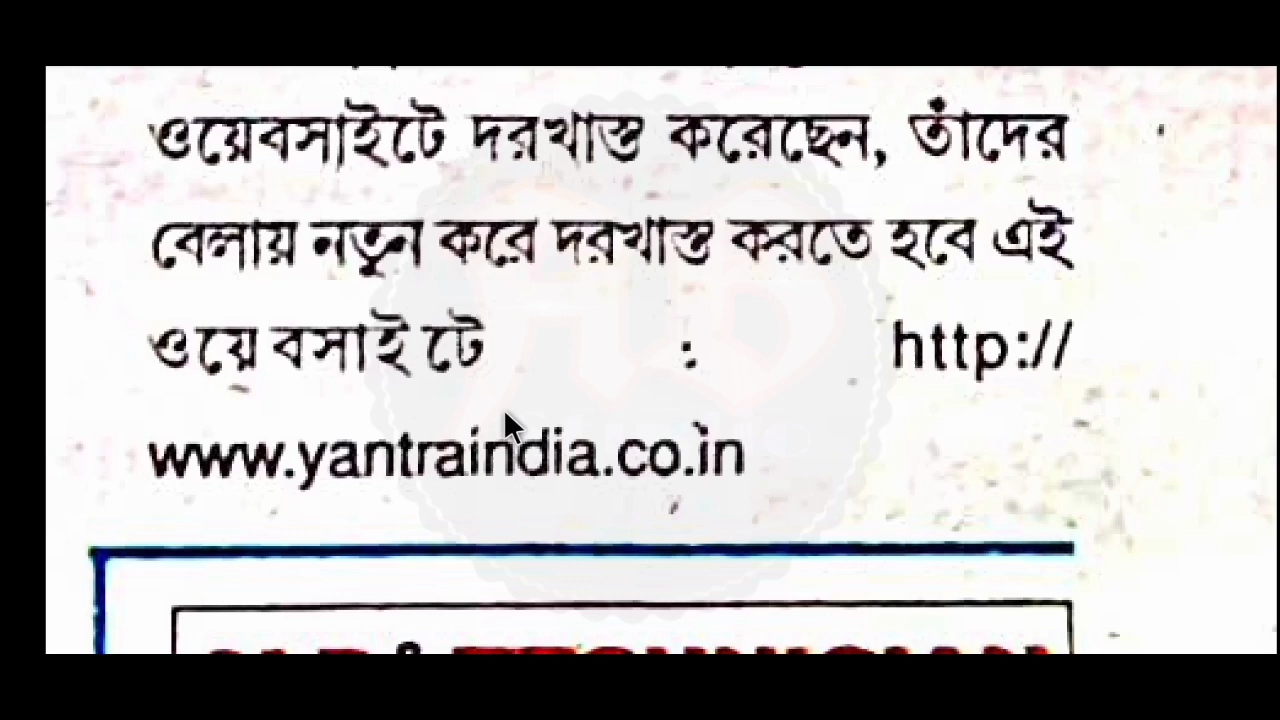 ওয়েবসাইটে দরখাস্ত করেছেন, তাঁদের
বেলায় নতুন করে দরখাস্ত করতে হবে এই
ওয়েবসাইটে : http://
www.yantraindia.co.in